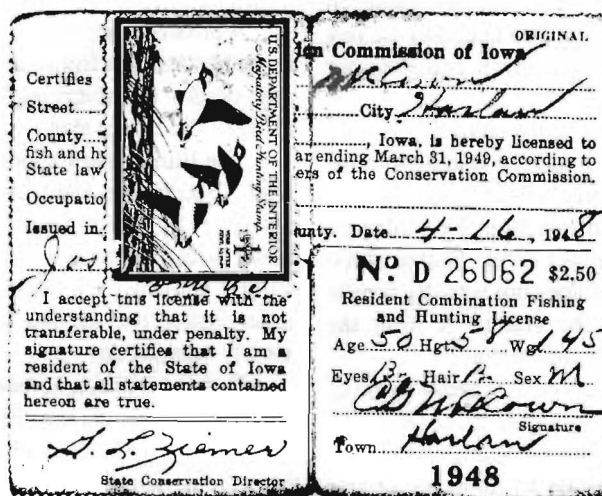 ORIGINAL
Commission of Iowa
Certifies McCown
Street City Harlan
County , Iowa, is hereby licensed to
fish and ar ending March 31, 1949, according to
State law ers of the Conservation Commission.
Occupatio
Issued in unty. Date 4-16, 1948
U.S. DEPARTMENT OF THE INTERIOR
Migratory Bird Hunting Stamp
$1
I accept this license with the
understanding that it is not
transferable, under penalty. My
signature certifies that I am a
resident of the State of Iowa
and that all statements contained
hereon are true.
State Conservation Director
No D 26062 $2.50
Resident Combination Fishing
and Hunting License
Age 50 Hgt 5 8 Wgt 145
Eyes Br. Hair B. Sex M
McCown
Signature
Town Harlan
1948